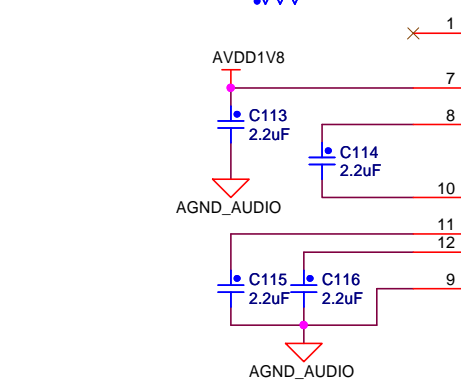 1
AVDD1V8
7
C113
2.2uF
8
C114
2.2uF
10
AGND_AUDIO
11
12
C115
2.2uF
C116
2.2uF
9
AGND_AUDIO